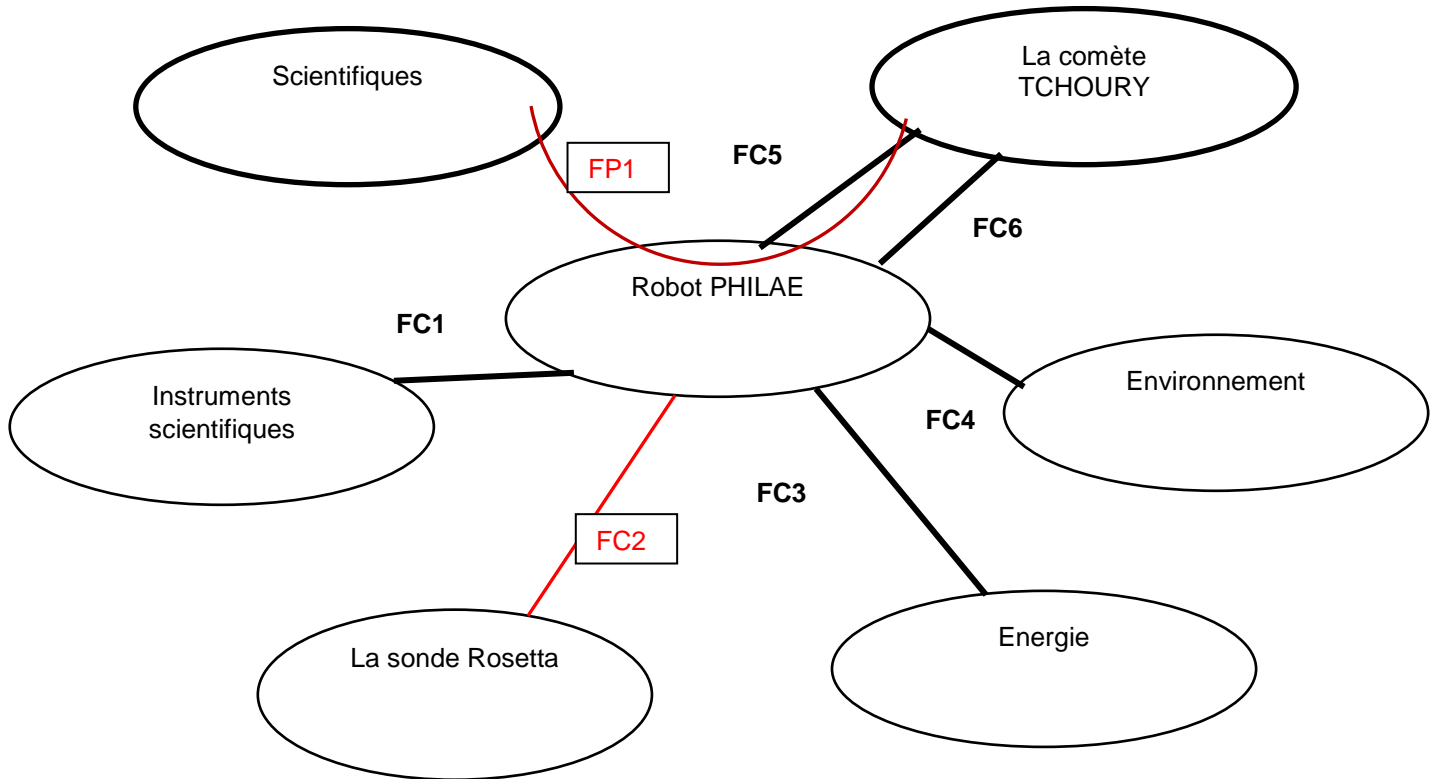 Scientifiques
La comète
TCHOURY
FP1
FC5
FC6
Robot PHILAE
FC1
Instruments
scientifiques
Environnement
FC4
FC3
FC2
La sonde Rosetta
Energie